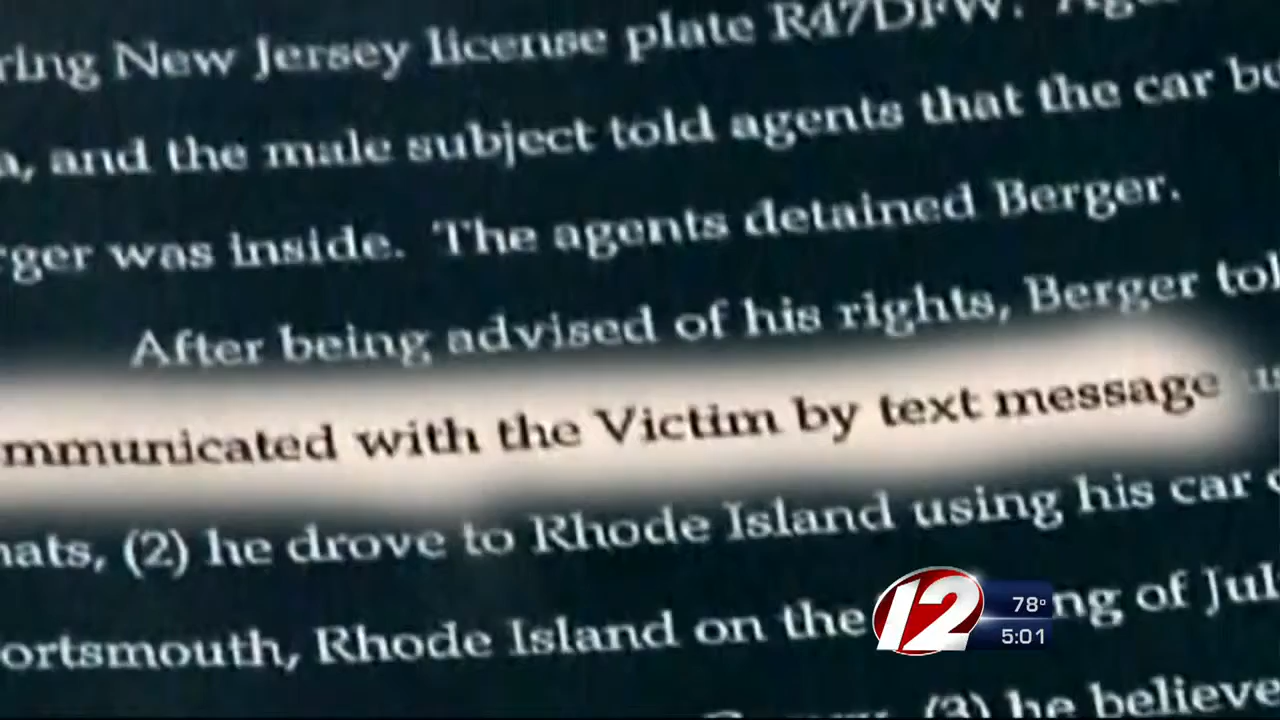 ring New Jersey license plate R47DFW.
a, and the male subject told agents that the car be
rger was inside. The agents detained Berger.
After being advised of his rights, Berger tol
mmunicated with the Victim by text message
hats, (2) he drove to Rhode Island using his car
ortsmouth, Rhode Island on the ng of Jul
(3) he believe
12
78°
5:01